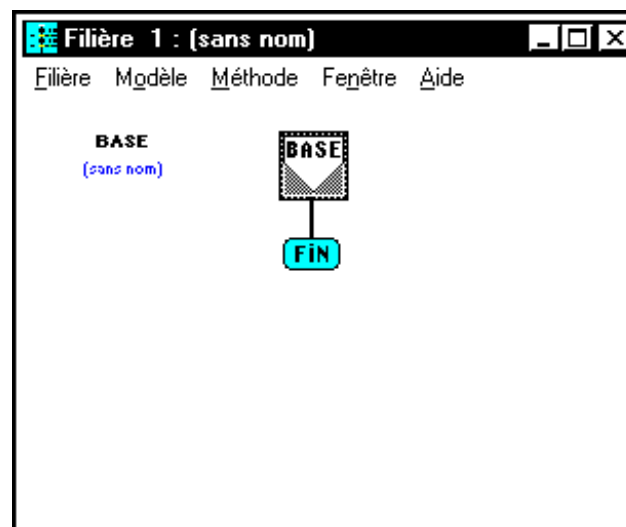 Filière 1 : (sans nom)
Filière Modèle Méthode Fenêtre Aide
BASE
(sans nom)
BASE
FiN